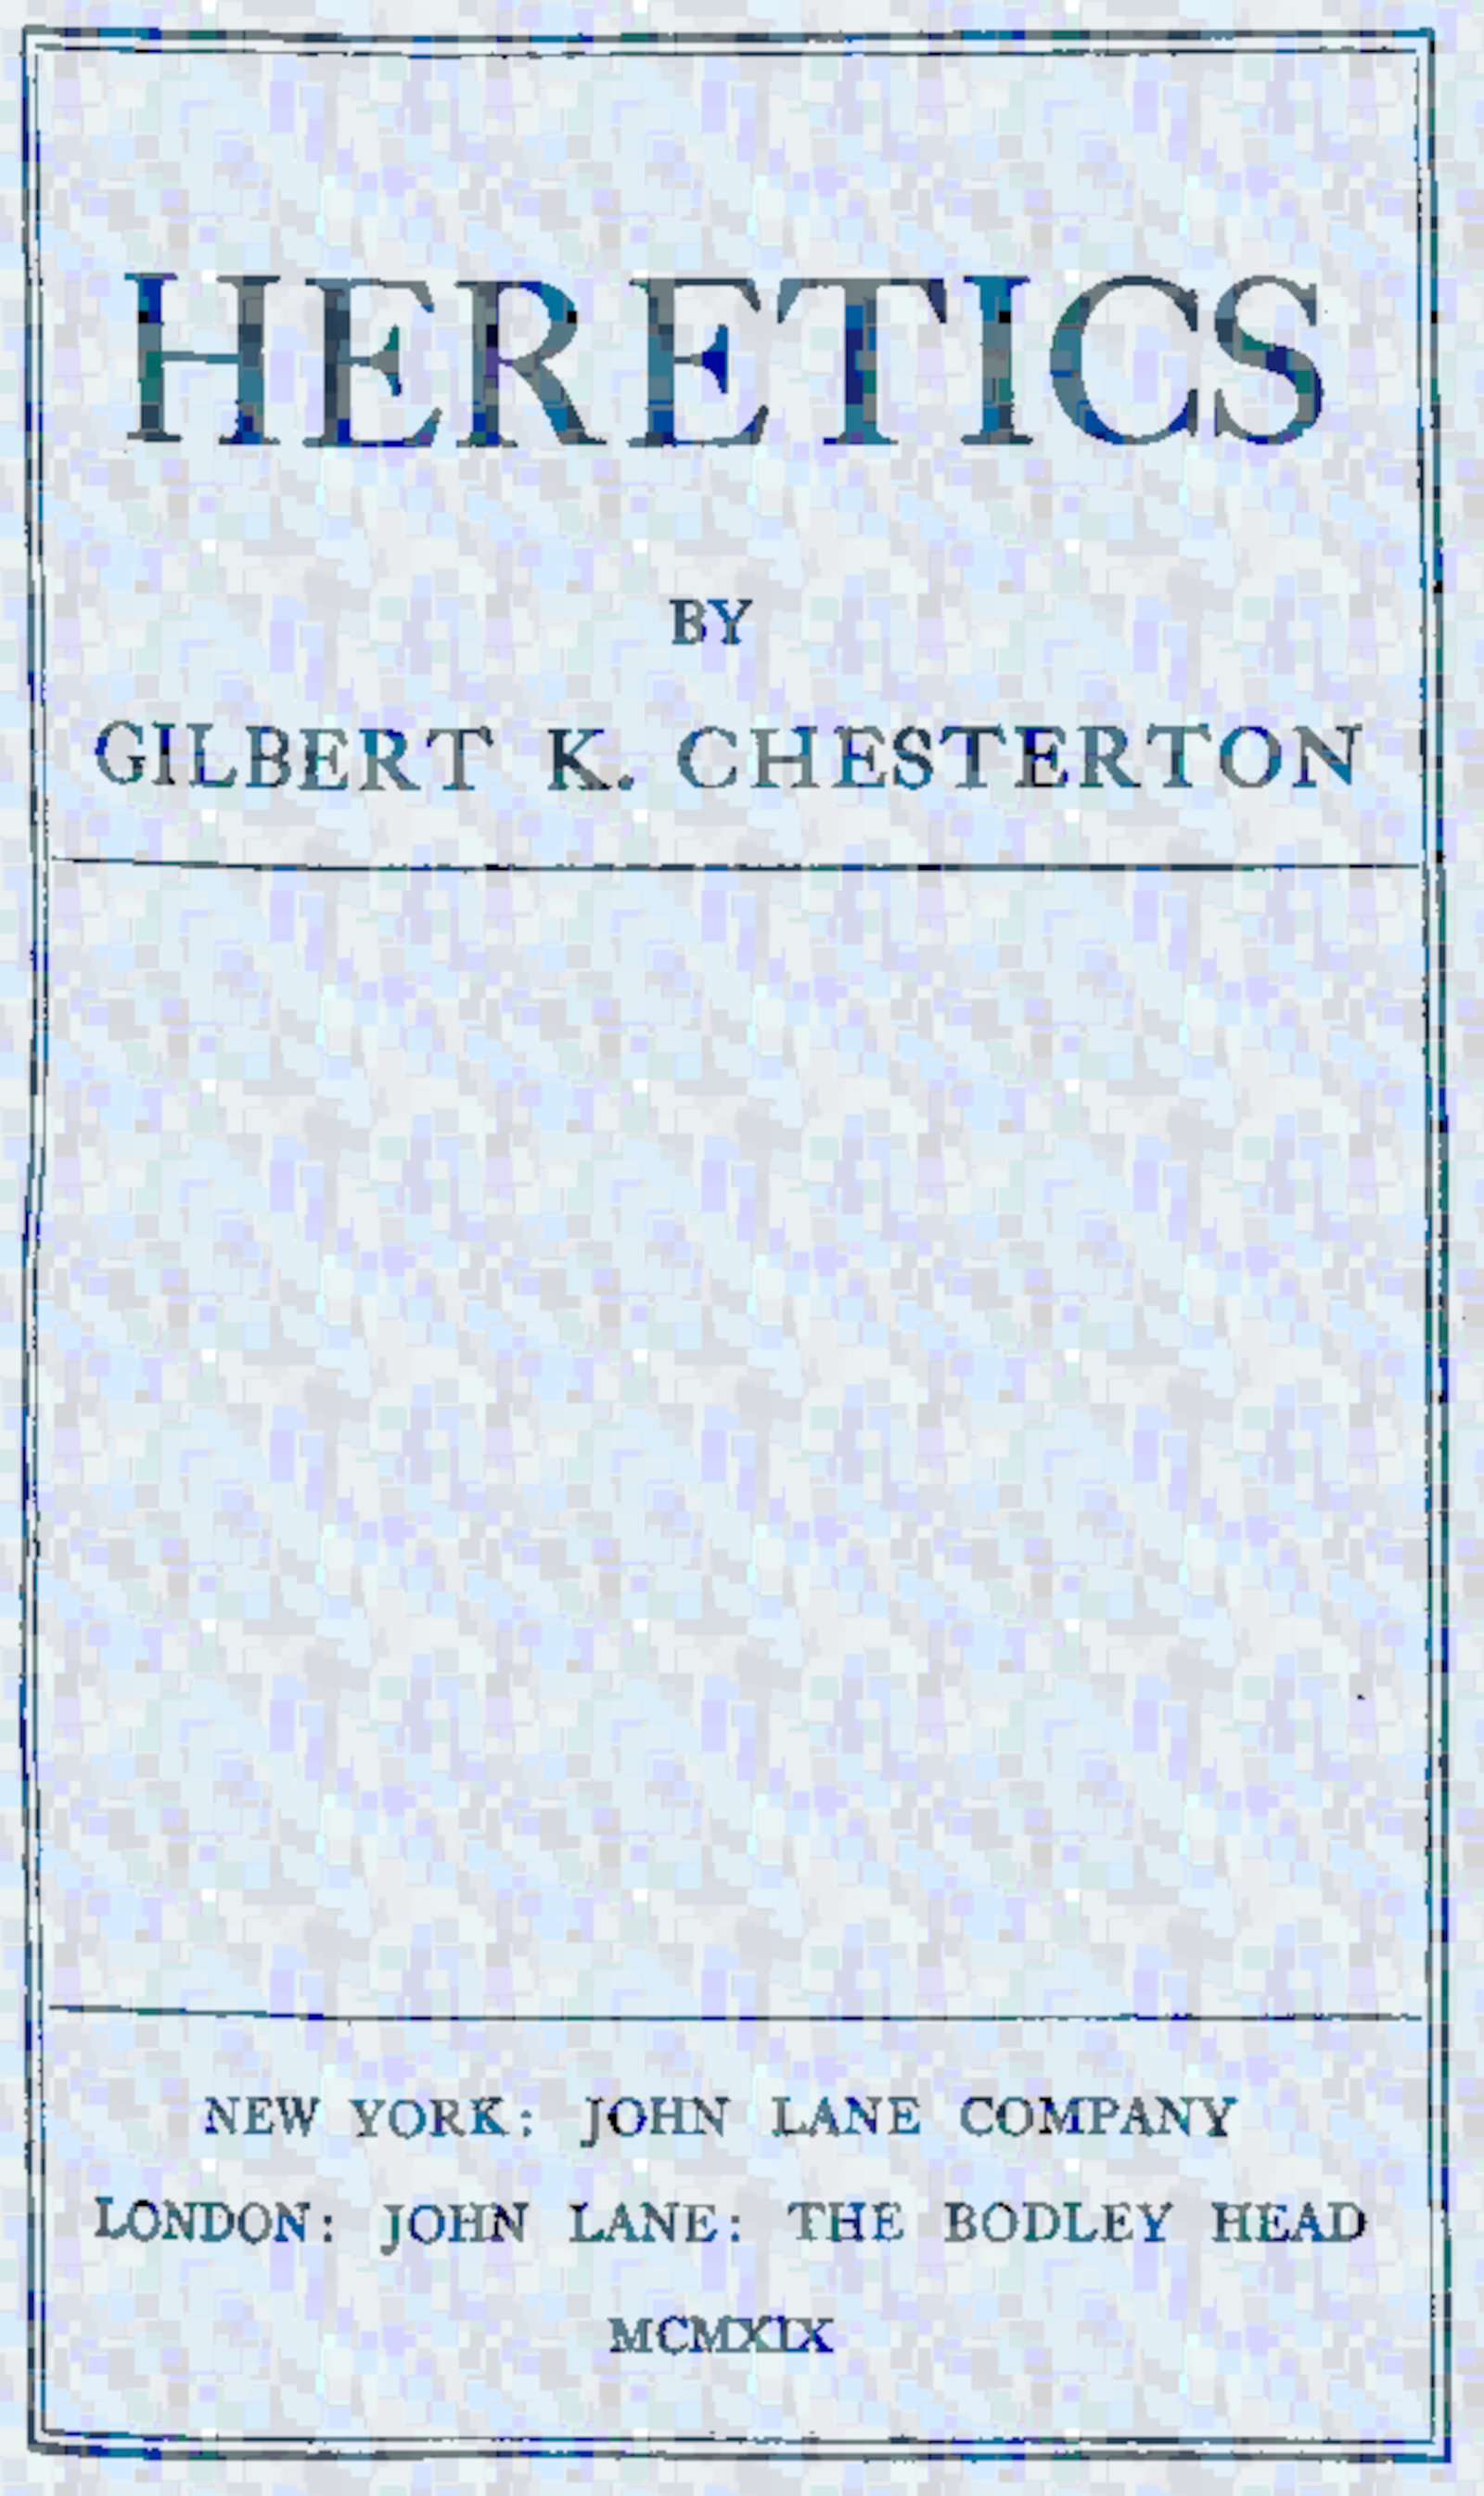 HERETICS
BY
GILBERT K. CHESTERTON
NEW YORK: JOHN LANE COMPANY
LONDON: JOHN LANE: THE BODLEY HEAD
MCMXIX